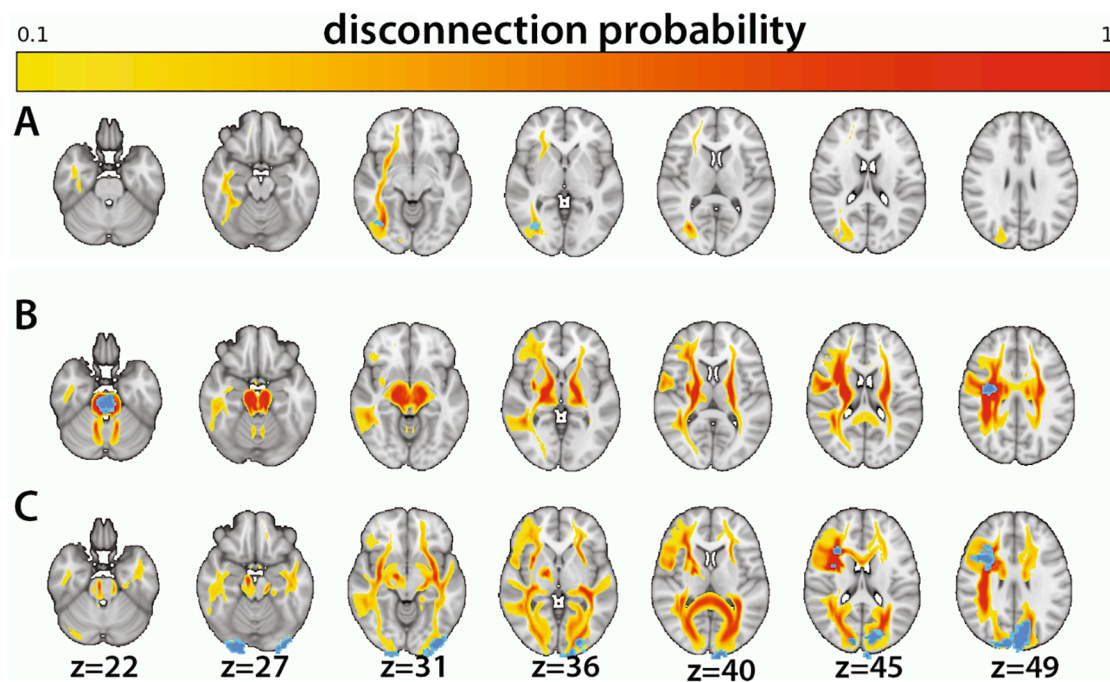 disconnection probability
0.1 1
A
B
C
z=22 z=27 z=31 z=36 z=40 z=45 z=49